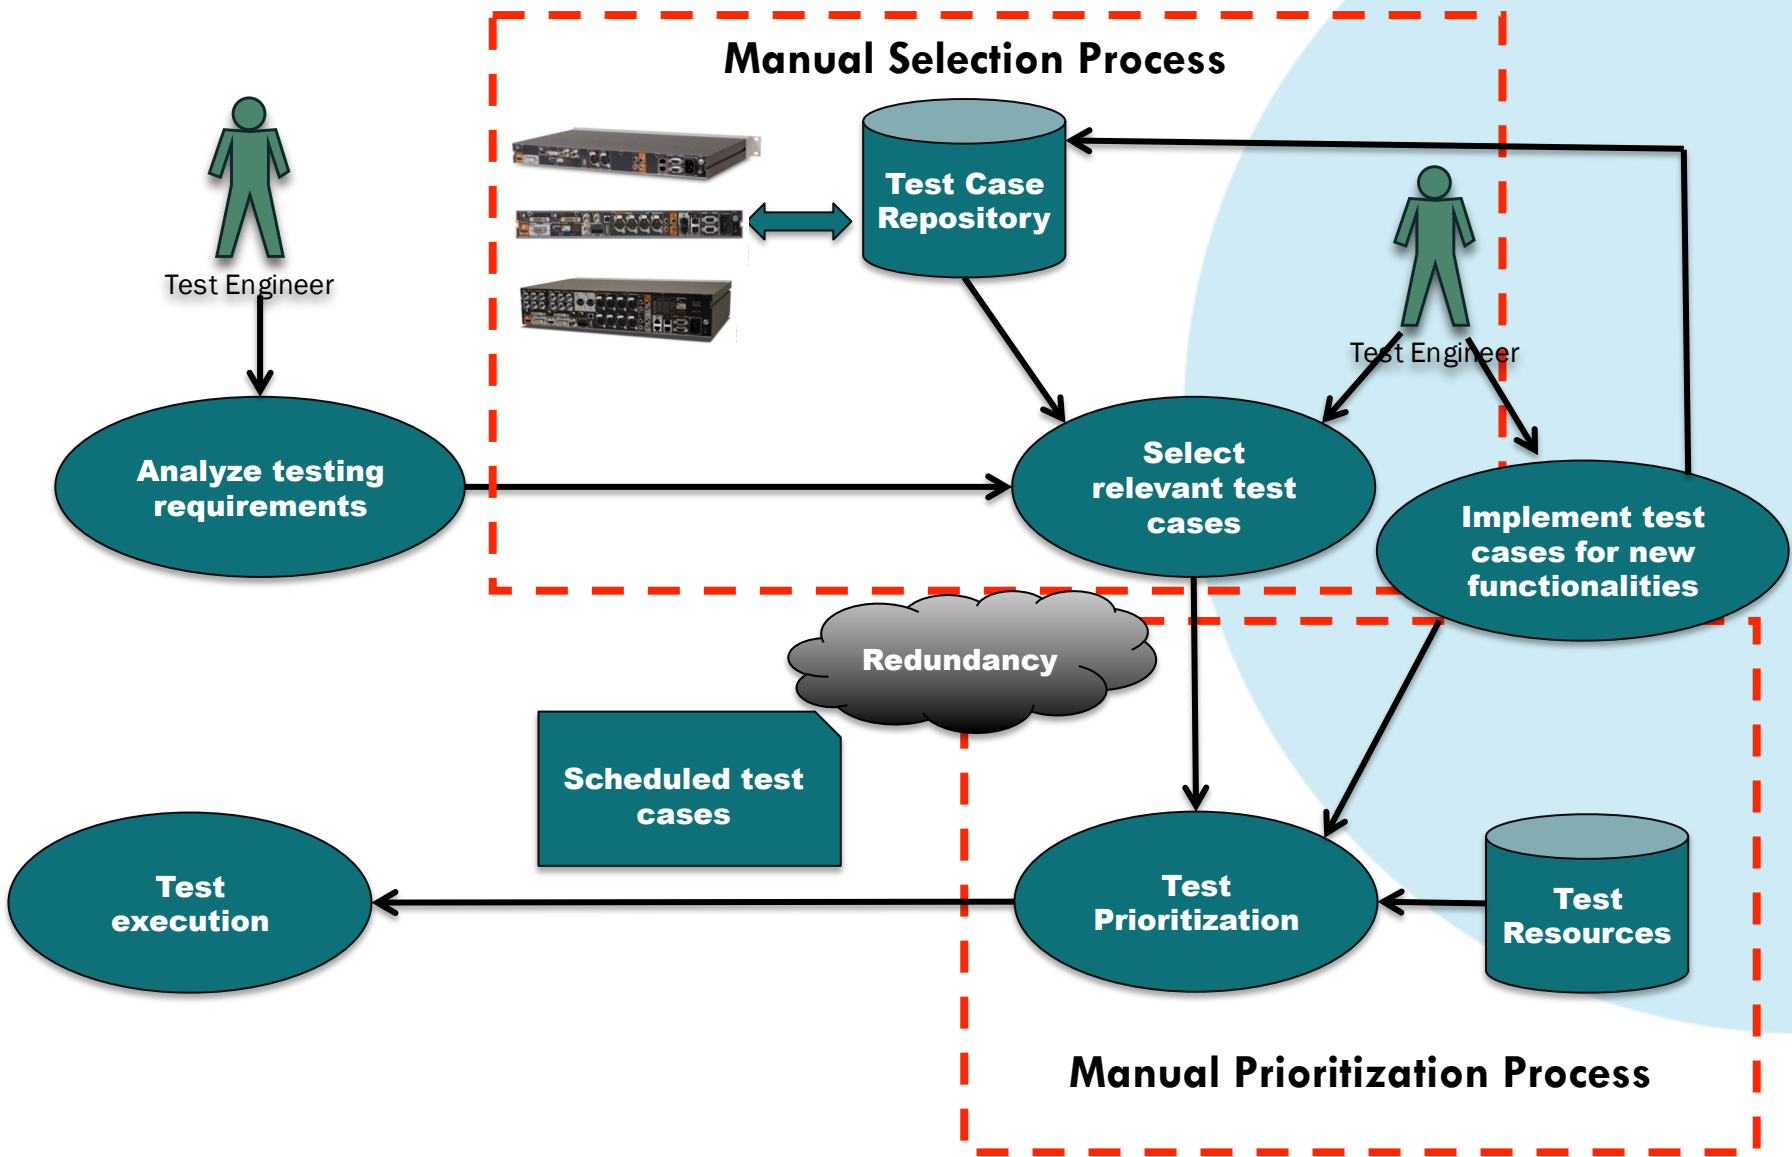 Manual Selection Process
Test Case
Repository
Test Engineer
Test Engineer
Analyze testing
requirements
Select
relevant test
cases
Implement test
cases for new
functionalities
Redundancy
Scheduled test
cases
Test
execution
Test
Prioritization
Test
Resources
Manual Prioritization Process